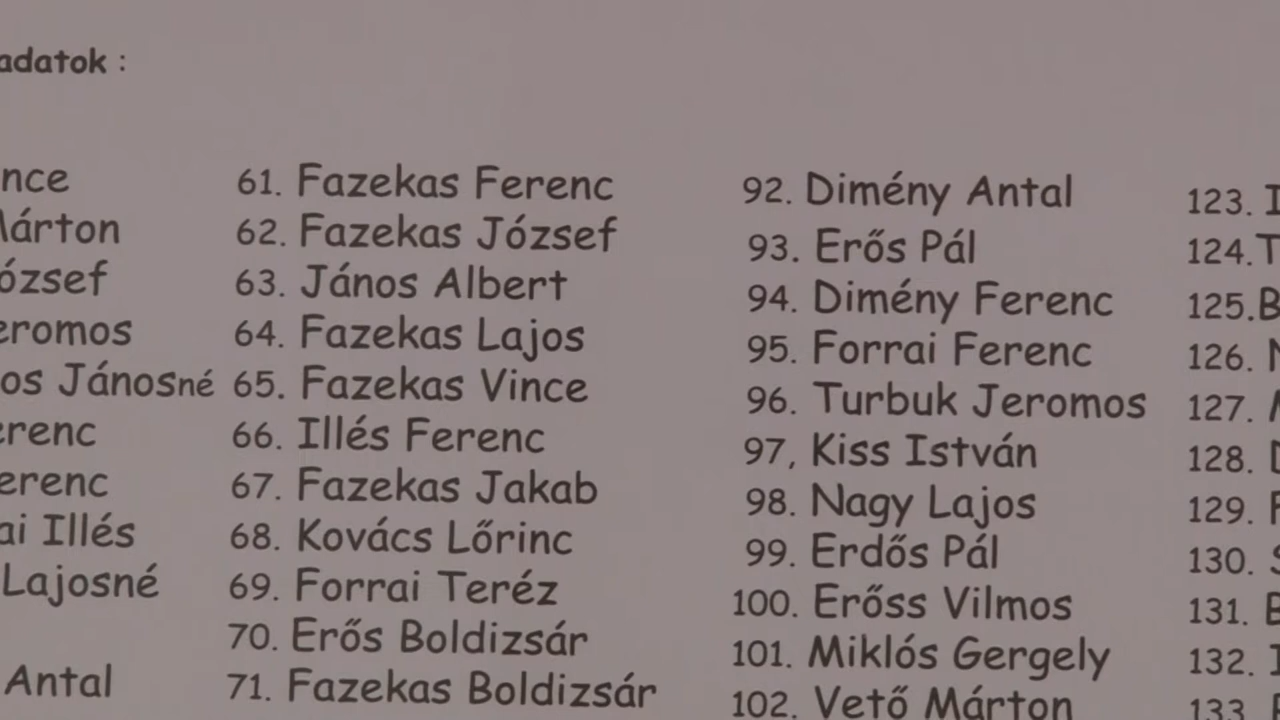 adatok :
nce
Márton
ózsef
eromos
os Jánosné
erenc
erenc
ai Illés
Lajosné
Antal
61. Fazekas Ferenc
62. Fazekas József
63. János Albert
64. Fazekas Lajos
65. Fazekas Vince
66. Illés Ferenc
67. Fazekas Jakab
68. Kovács Lőrinc
69. Forrai Teréz
70. Erős Boldizsár
71. Fazekas Boldizsár
92. Dimény Antal
93. Erős Pál
94. Dimény Ferenc
95. Forrai Ferenc
96. Turbuk Jeromos
97, Kiss István
98. Nagy Lajos
99. Erdős Pál
100. Erőss Vilmos
101. Miklós Gergely
102. Vető Márton
123. I
124.T
125.B
126. N
127.
128. D
129. F
130. S
131. B
132. I
133.